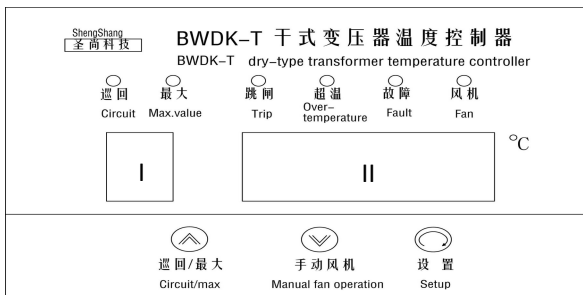 ShengShang
圣尚科技
BWDK–T 干式变压器温度控制器
BWDK–T dry-type transformer temperature controller
巡回 最大 跳闸 超温 故障 风机
Circuit Max.value Trip Over–temperature Fault Fan
°C
I II
巡回/最大 手动风机 设置
Circuit/max Manual fan operation Setup